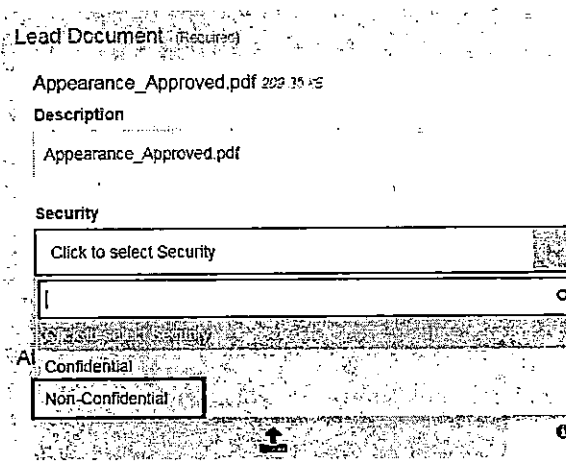 Lead Document (Required)
Appearance_Approved.pdf
Description
Appearance_Approved.pdf
Security
Click to select Security
Confidential
Non-Confidential